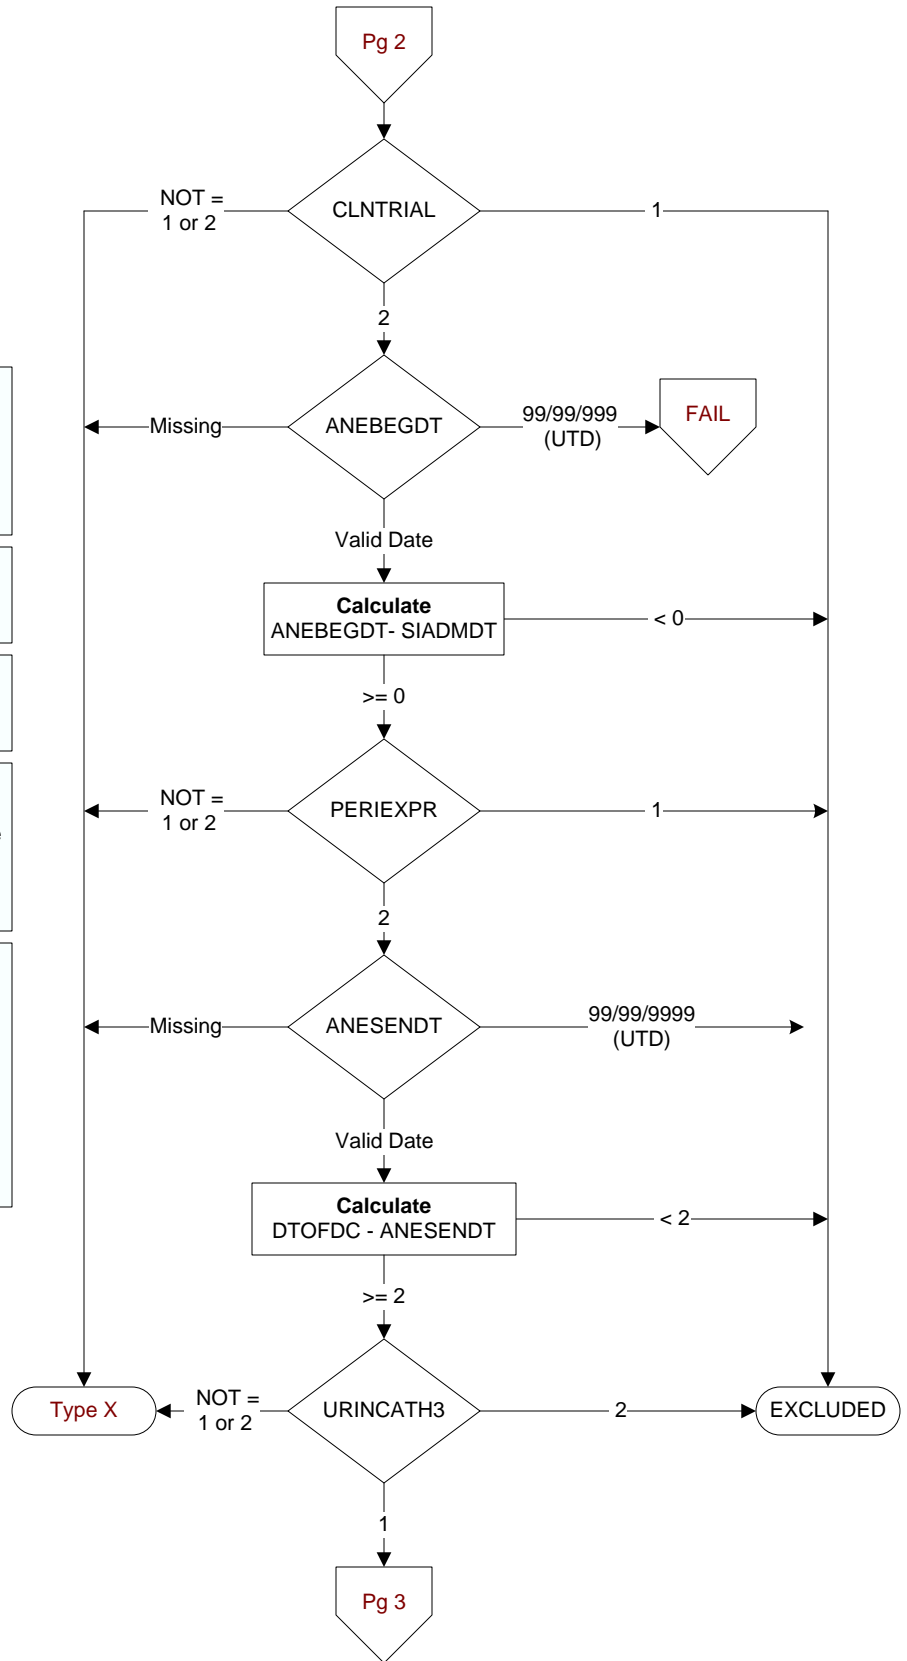 Pg 2
CLNTRIAL
NOT =
1 or 2
1
2
ANEBEGDT
Missing
99/99/999
(UTD)
FAIL
Valid Date
Calculate
ANEBEGDT- SIADMDT
< 0
>= 0
PERIEXPR
NOT =
1 or 2
1
2
ANESENDT
Missing
99/99/9999
(UTD)
Valid Date
Calculate
DTOFDC - ANESENDT
< 2
>= 2
Type X
NOT =
1 or 2
URINCATH3
2
EXCLUDED
1
Pg 3